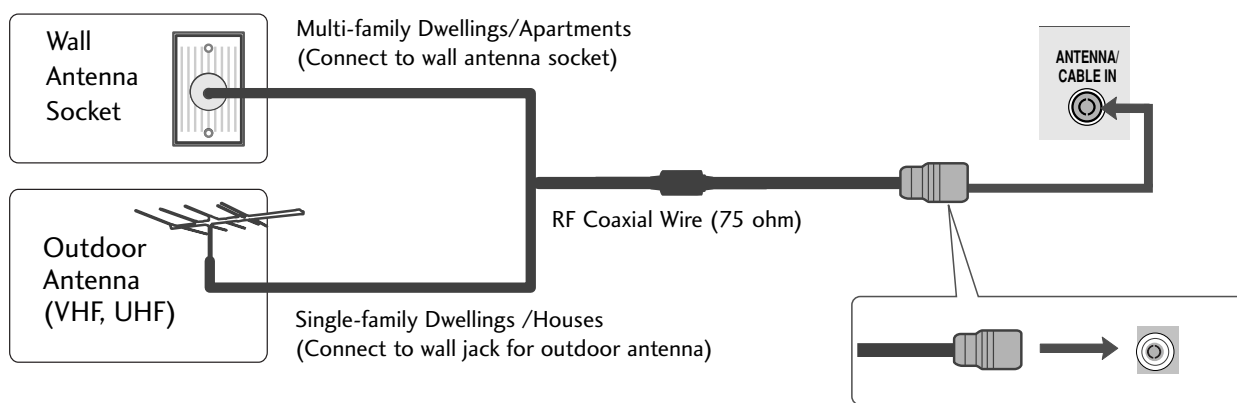 Wall
Antenna
Socket
Multi-family Dwellings/Apartments
(Connect to wall antenna socket)
ANTENNA/
CABLE IN
RF Coaxial Wire (75 ohm)
Outdoor
Antenna
(VHF, UHF)
Single-family Dwellings /Houses
(Connect to wall jack for outdoor antenna)